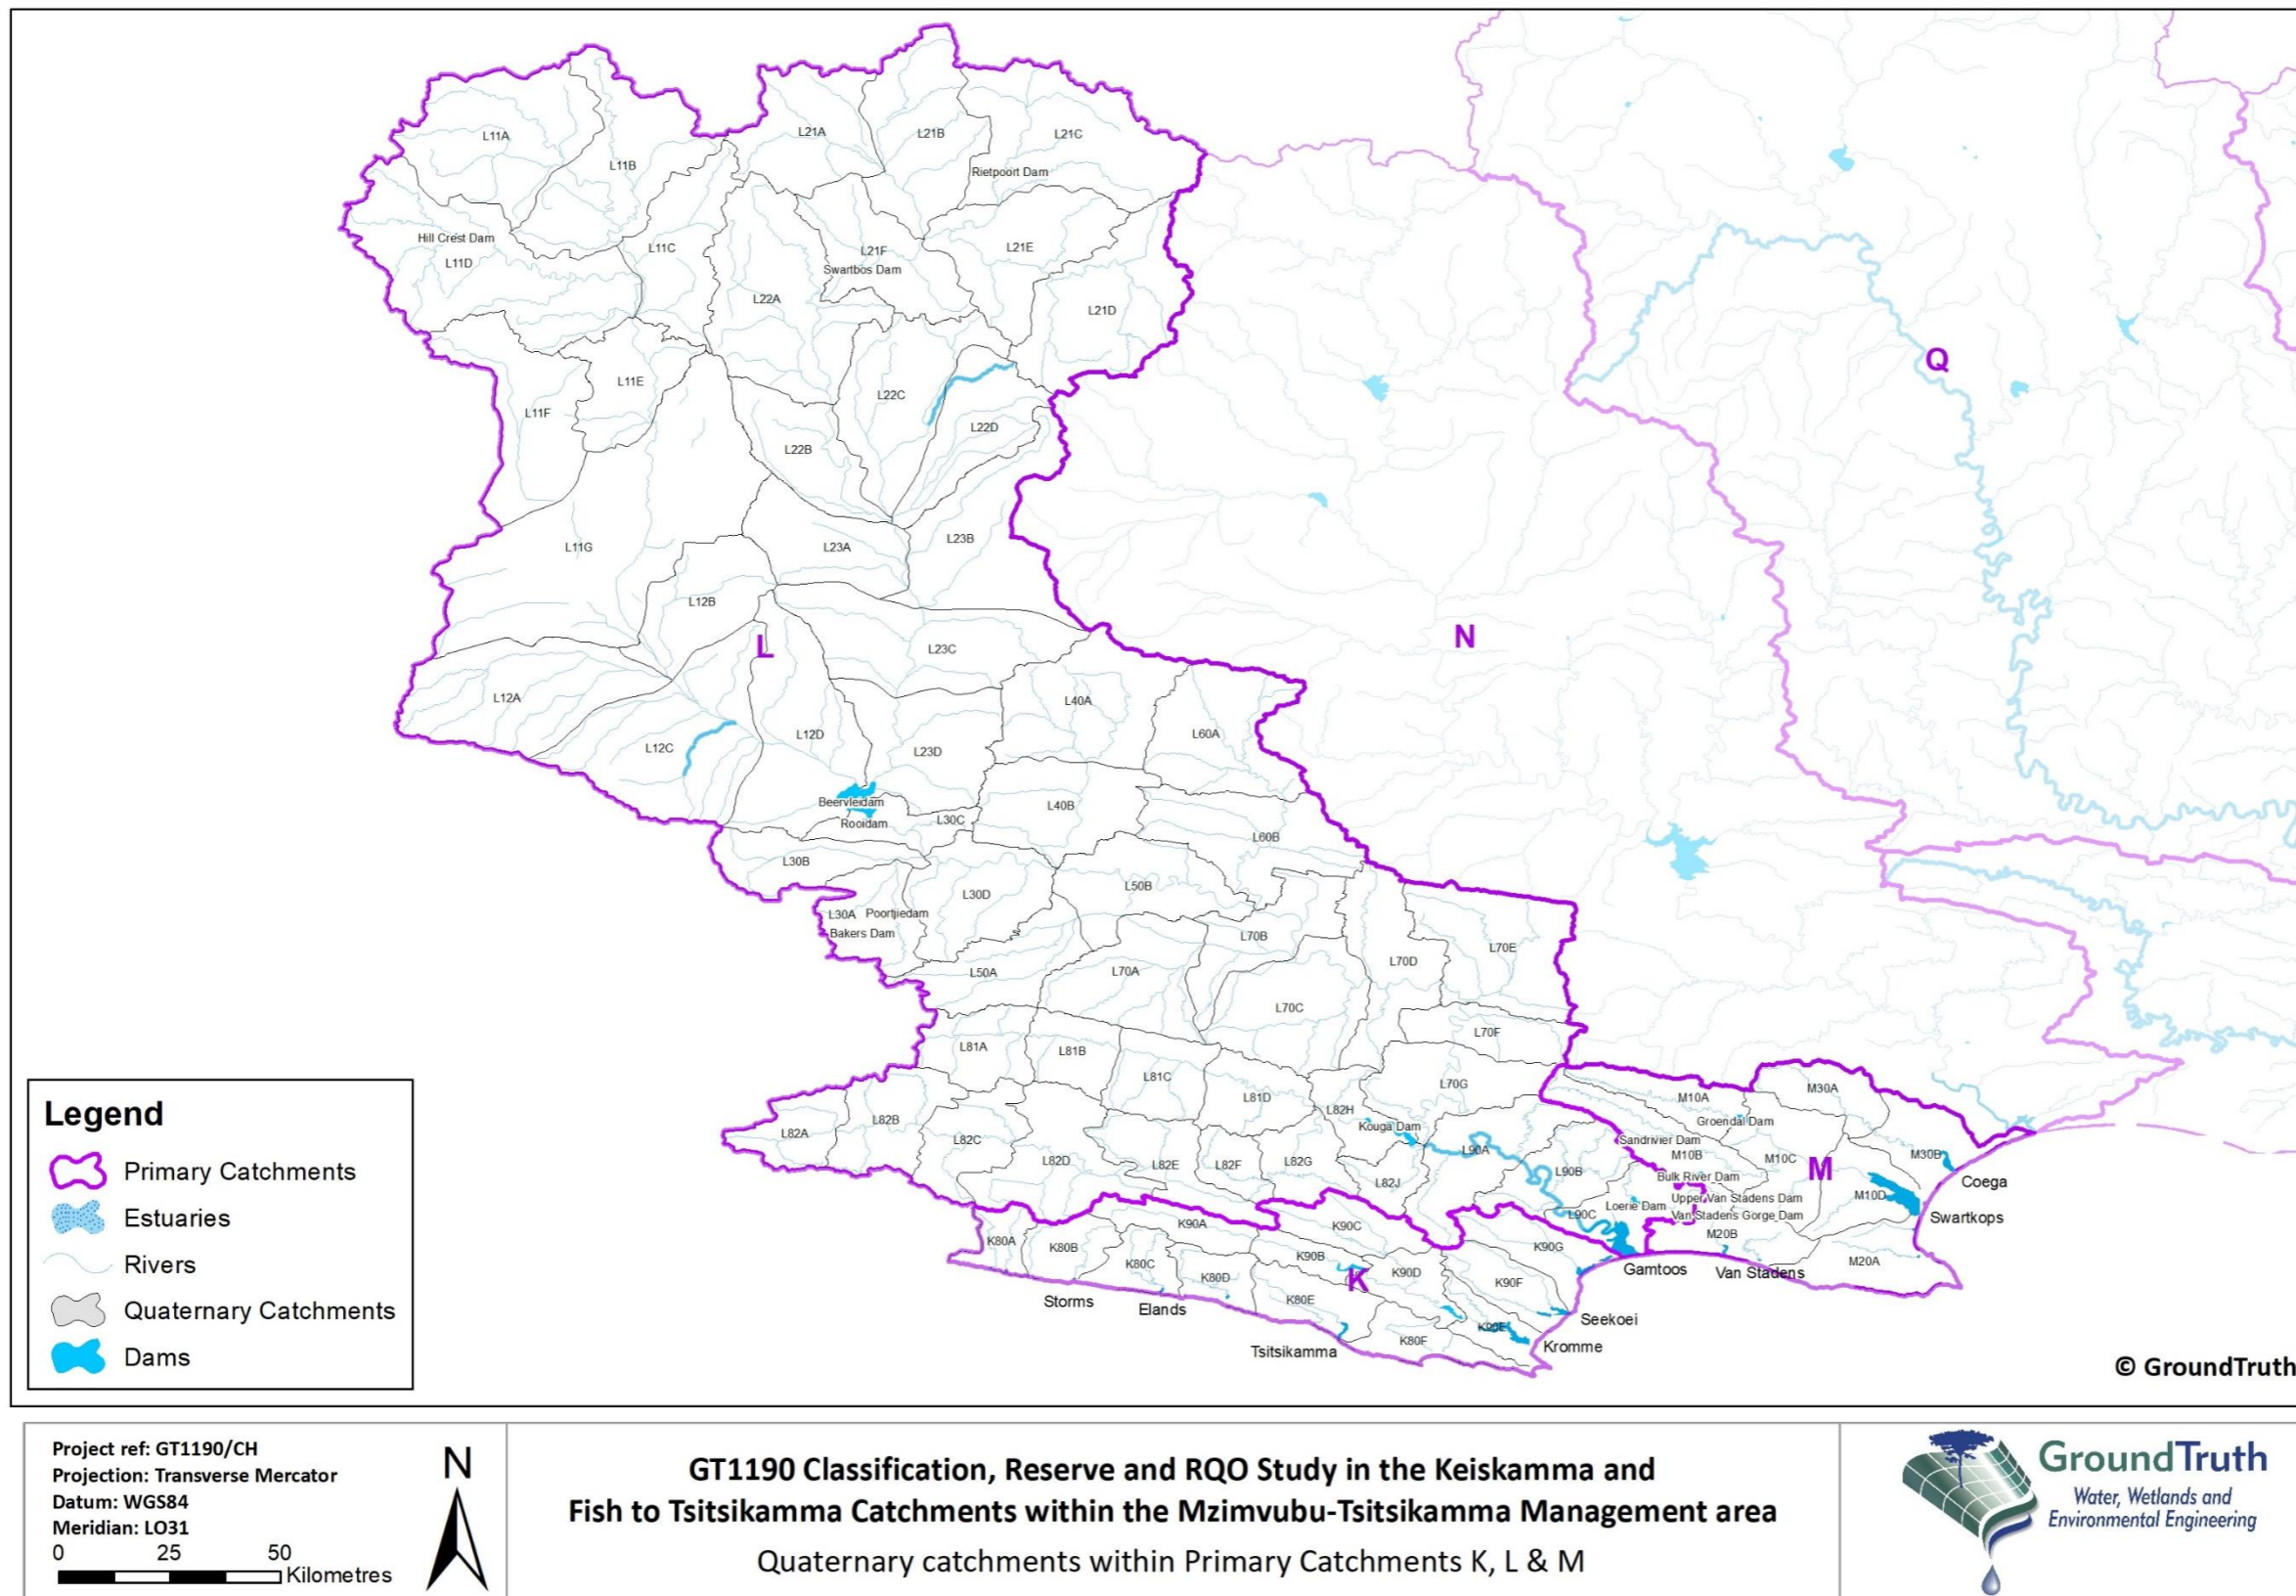 L11A
L11B
L21A
L21B
L21C
Rietpoort Dam
Hill Crest Dam
L11D
L11C
L21F
Swartbos Dam
L21E
L22A
L21D
L11E
L11F
L22C
L22D
L22B
L11G
L23A
L23B
L12B
L
L23C
N
Q
L12A
L12C
L12D
L23D
L40A
L60A
Beervleidam
Rooidam
L30C
L40B
L60B
L30B
L30A
Poortjiedam
Bakers Dam
L30D
L50B
L50A
L70A
L70B
L70C
L70D
L70E
L70F
L81A
L81B
L81C
L81D
L82H
L70G
Kouga Dam
L82A
L82B
L82C
L82D
L82E
L82F
L82G
L82J
L90A
L90B
L90C
Loerie Dam
M10A
Groendal Dam
M30A
Sandrivier Dam
M10B
M10C
M
M30B
Bulk River Dam
Upper Van Stadens Dam
Van Stadens Gorge Dam
M10D
M20B
M20A
Coega
Swartkops
K80A
K80B
K90A
K80C
K80D
K90B
K90C
K
K90D
K80E
K90G
K90F
K90E
K80F
Gamtoos
Van Stadens
Storms
Elands
Tsitsikamma
Seekoei
Kromme
Legend
Primary Catchments
Estuaries
Rivers
Quaternary Catchments
Dams
© GroundTruth
Project ref: GT1190/CH
Projection: Transverse Mercator
Datum: WGS84
Meridian: LO31
0 25 50
Kilometres
N
GT1190 Classification, Reserve and RQO Study in the Keiskamma and
Fish to Tsitsikamma Catchments within the Mzimvubu-Tsitsikamma Management area
Quaternary catchments within Primary Catchments K, L & M
GroundTruth
Water, Wetlands and
Environmental Engineering